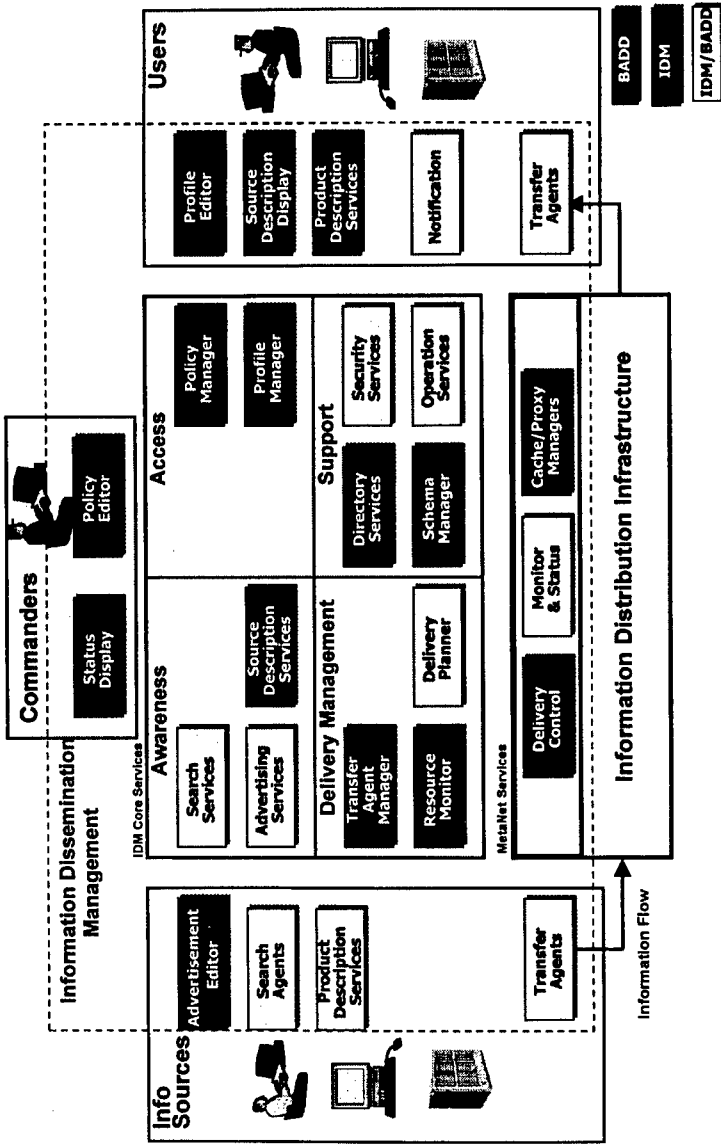 Information Dissemination
Management
Commanders
Status
Display
Policy
Editor
Info
Sources
Advertisement
Editor
Search
Agents
Product
Description
Services
Transfer
Agents
IDM Core Services
Awareness
Search
Services
Advertising
Services
Source
Description
Services
Access
Policy
Manager
Profile
Manager
Delivery Management
Transfer
Agent
Manager
Resource
Monitor
Delivery
Planner
Support
Directory
Services
Schema
Manager
Security
Services
Operation
Services
MetaNet Services
Delivery
Control
Monitor
& Status
Cache/Proxy
Managers
Information Distribution Infrastructure
Information Flow
Users
Profile
Editor
Source
Description
Display
Product
Description
Services
Notification
Transfer
Agents
BADD
IDM
IDM/BADD